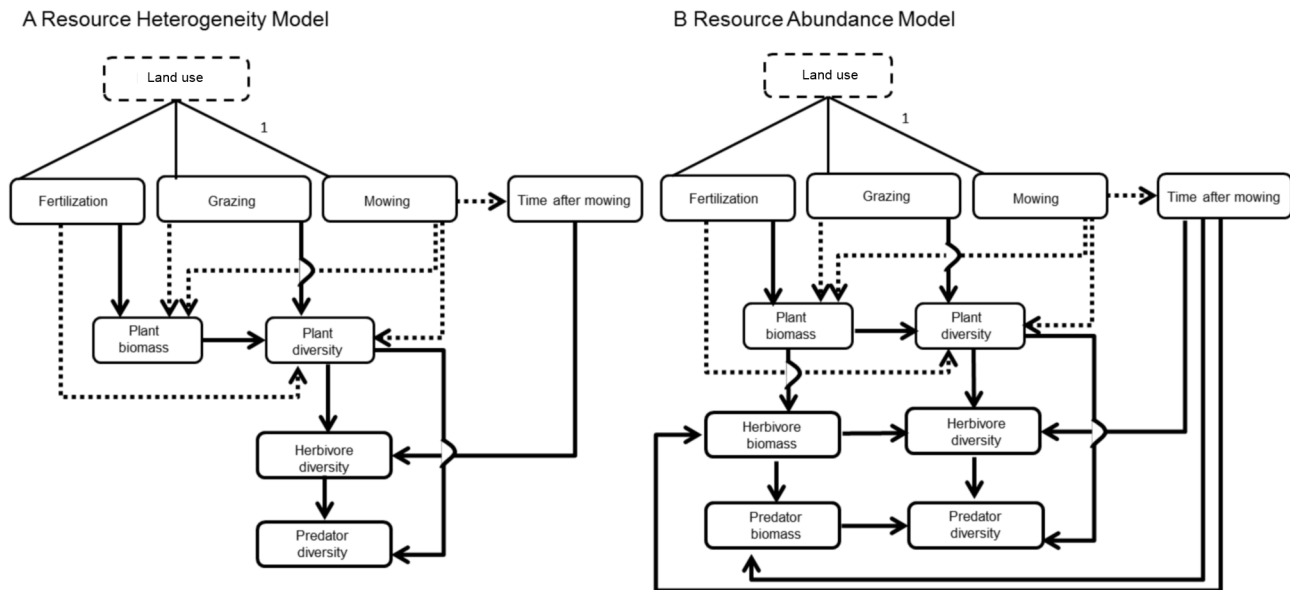 A Resource Heterogeneity Model
Land use
1
Fertilization
Grazing
Mowing
Time after mowing
Plant
biomass
Plant
diversity
Herbivore
diversity
Predator
diversity
B Resource Abundance Model
Land use
1
Fertilization
Grazing
Mowing
Time after mowing
Plant
biomass
Plant
diversity
Herbivore
biomass
Herbivore
diversity
Predator
biomass
Predator
diversity